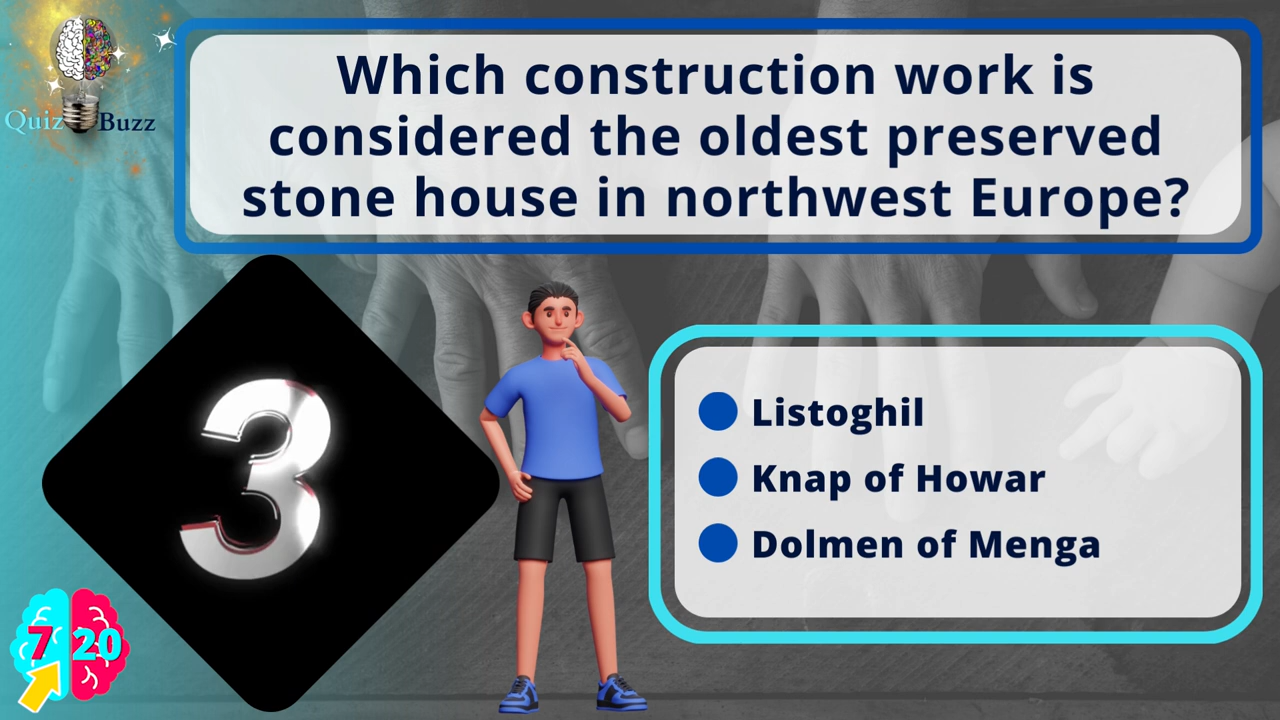 Quiz Buzz
Which construction work is
considered the oldest preserved
stone house in northwest Europe?
3
Listoghil
Knap of Howar
Dolmen of Menga
7 20